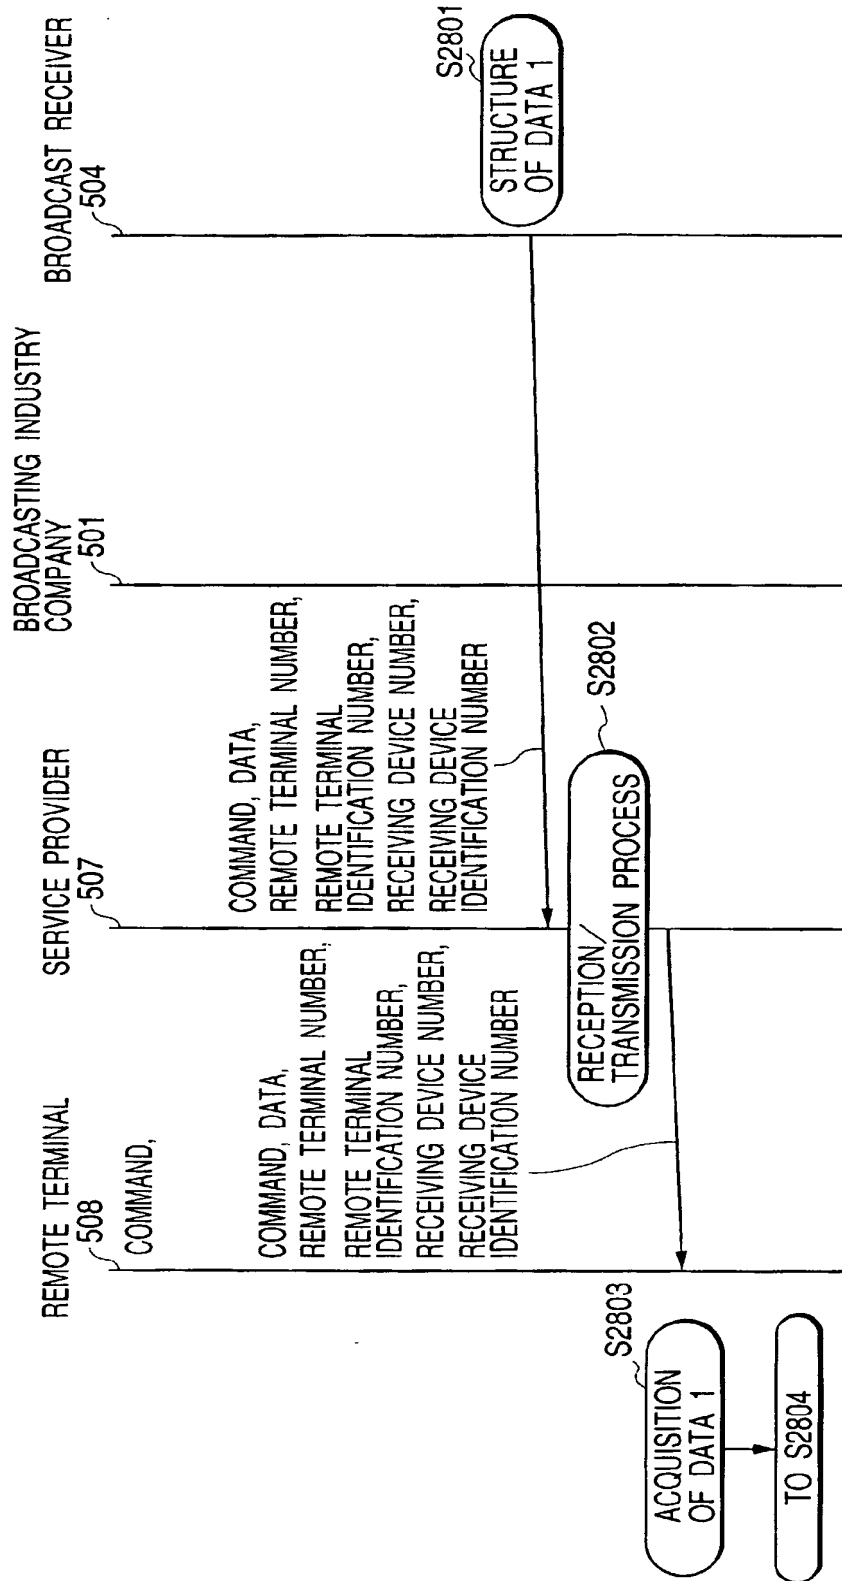 REMOTE TERMINAL
508
SERVICE PROVIDER
507
BROADCASTING INDUSTRY
COMPANY
501
BROADCAST RECEIVER
504
COMMAND,
COMMAND, DATA,
REMOTE TERMINAL NUMBER,
REMOTE TERMINAL
IDENTIFICATION NUMBER,
RECEIVING DEVICE NUMBER,
RECEIVING DEVICE
IDENTIFICATION NUMBER
COMMAND, DATA,
REMOTE TERMINAL NUMBER,
REMOTE TERMINAL
IDENTIFICATION NUMBER,
RECEIVING DEVICE NUMBER,
RECEIVING DEVICE
IDENTIFICATION NUMBER
S2801
STRUCTURE
OF DATA 1
S2802
RECEPTION/
TRANSMISSION PROCESS
S2803
ACQUISITION
OF DATA 1
TO S2804